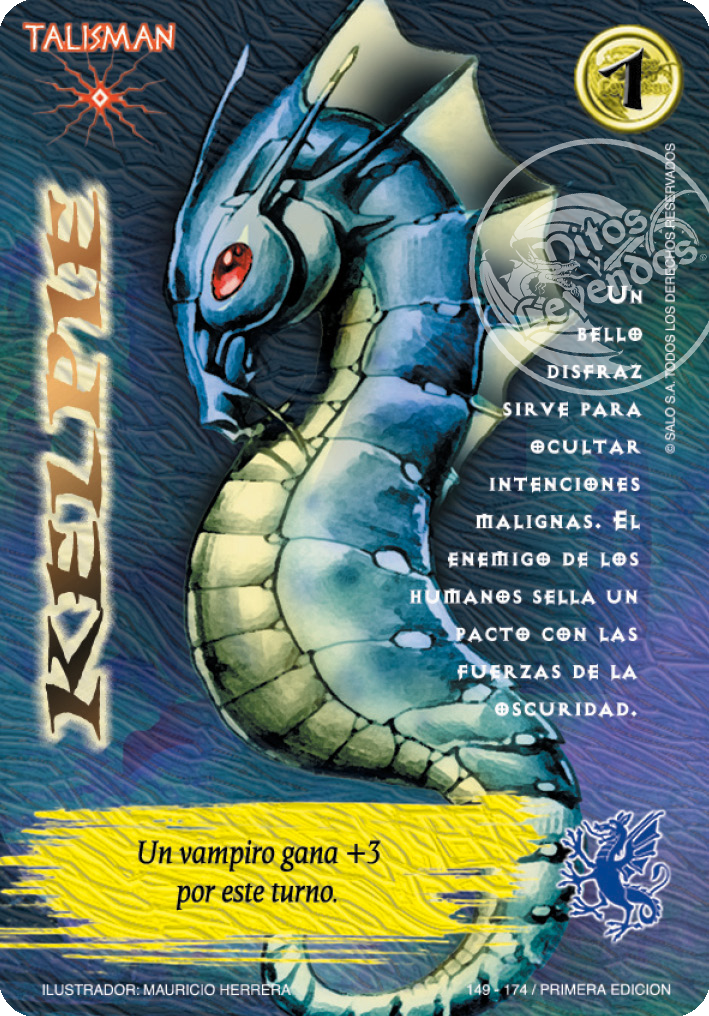 TALISMAN
1
KELPIE
Mitos
y
Leyendas
© SALO S.A. TODOS LOS DERECHOS RESERVADOS
Un
bello
disfraz
sirve para
ocultar
intenciones
malignas. El
enemigo de los
humanos sella un
pacto con las
fuerzas de la
oscuridad.
Un vampiro gana +3
por este turno.
ILUSTRADOR: MAURICIO HERRERA
149 - 174 / PRIMERA EDICION